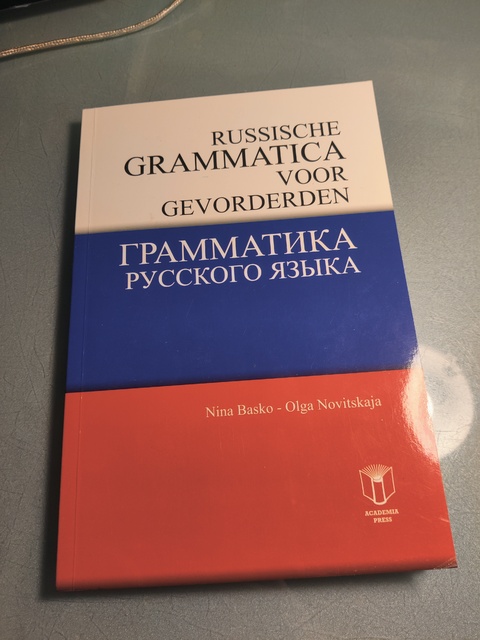 RUSSISCHE
GRAMMATICA
VOOR
GEVORDERDEN
ГРАММАТИКА
РУССКОГО ЯЗЫКА
Nina Basko - Olga Novitskaja
ACADEMIA
PRESS